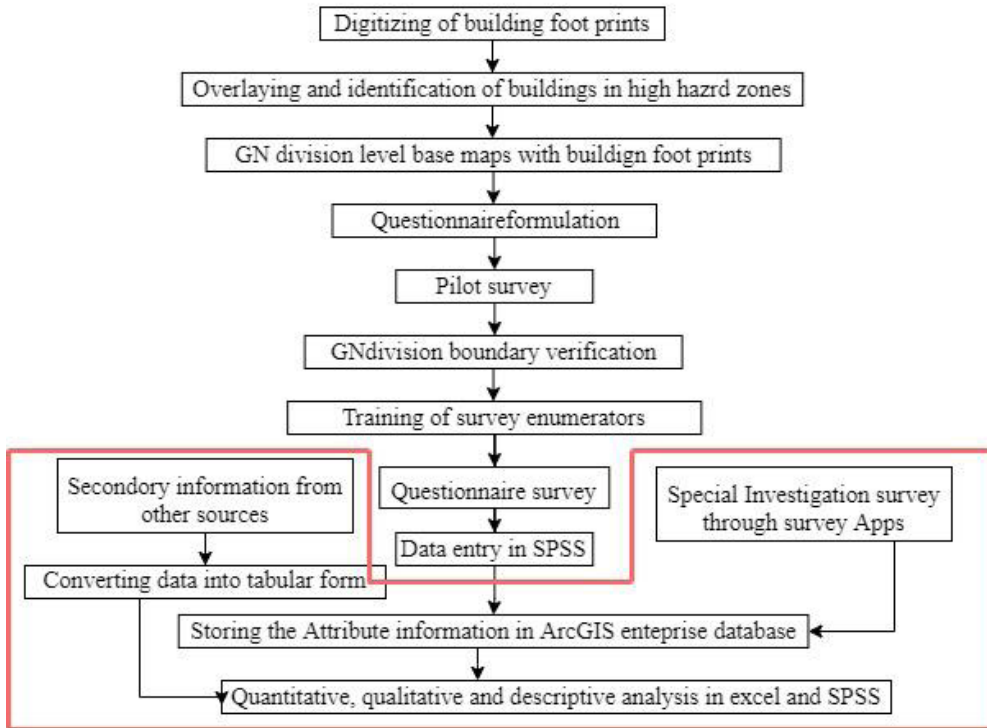 Digitizing of building foot prints
Overlaying and identification of buildings in high hazrd zones
GN division level base maps with buildign foot prints
Questionnaireformulation
Pilot survey
GNdivision boundary verification
Training of survey enumerators
Secondory information from
other sources
Questionnaire survey
Special Investigation survey
through survey Apps
Data entry in SPSS
Converting data into tabular form
Storing the Attribute information in ArcGIS enteprise database
Quantitative, qualitative and descriptive analysis in excel and SPSS